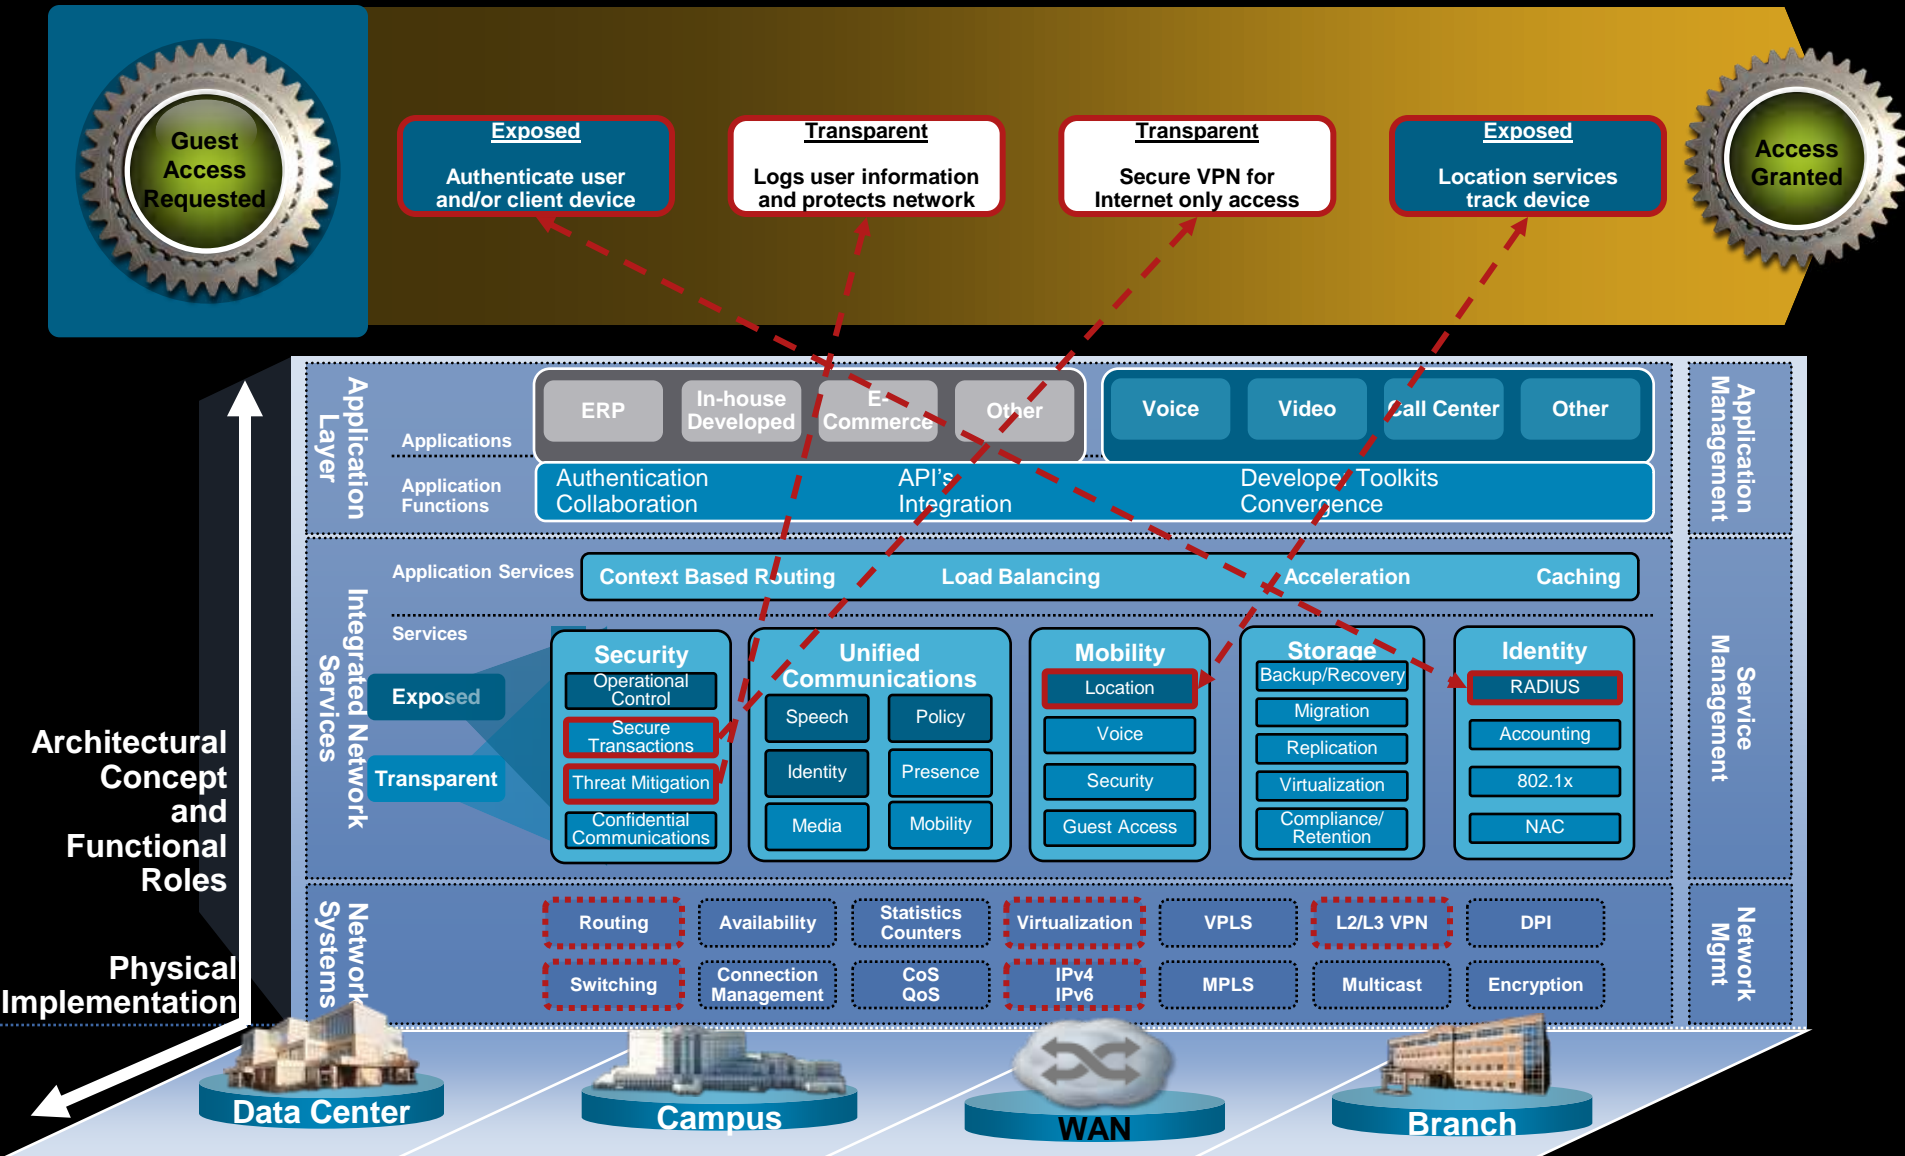 Guest
Access
Requested
Exposed
Authenticate user
and/or client device
Transparent
Logs user information
and protects network
Transparent
Secure VPN for
Internet only access
Exposed
Location services
track device
Access
Granted
Application
Layer
Applications
ERP
In-house
Developed
E-
Commerce
Other
Voice
Video
Call Center
Other
Application
Functions
Authentication
Collaboration
API's
Integration
Developer Toolkits
Convergence
Application
Management
Integrated Network
Services
Application Services
Context Based Routing
Load Balancing
Acceleration
Caching
Services
Exposed
Transparent
Security
Operational
Control
Secure
Transactions
Threat Mitigation
Confidential
Communications
Unified
Communications
Speech
Policy
Identity
Presence
Media
Mobility
Mobility
Location
Voice
Security
Guest Access
Storage
Backup/Recovery
Migration
Replication
Virtualization
Compliance/
Retention
Identity
RADIUS
Accounting
802.1x
NAC
Service
Management
Architectural
Concept
and
Functional
Roles
Physical
Implementation
Network
Systems
Routing
Availability
Statistics
Counters
Virtualization
VPLS
L2/L3 VPN
DPI
Switching
Connection
Management
CoS
QoS
IPv4
IPv6
MPLS
Multicast
Encryption
Network
Mgmt
Data Center
Campus
WAN
Branch